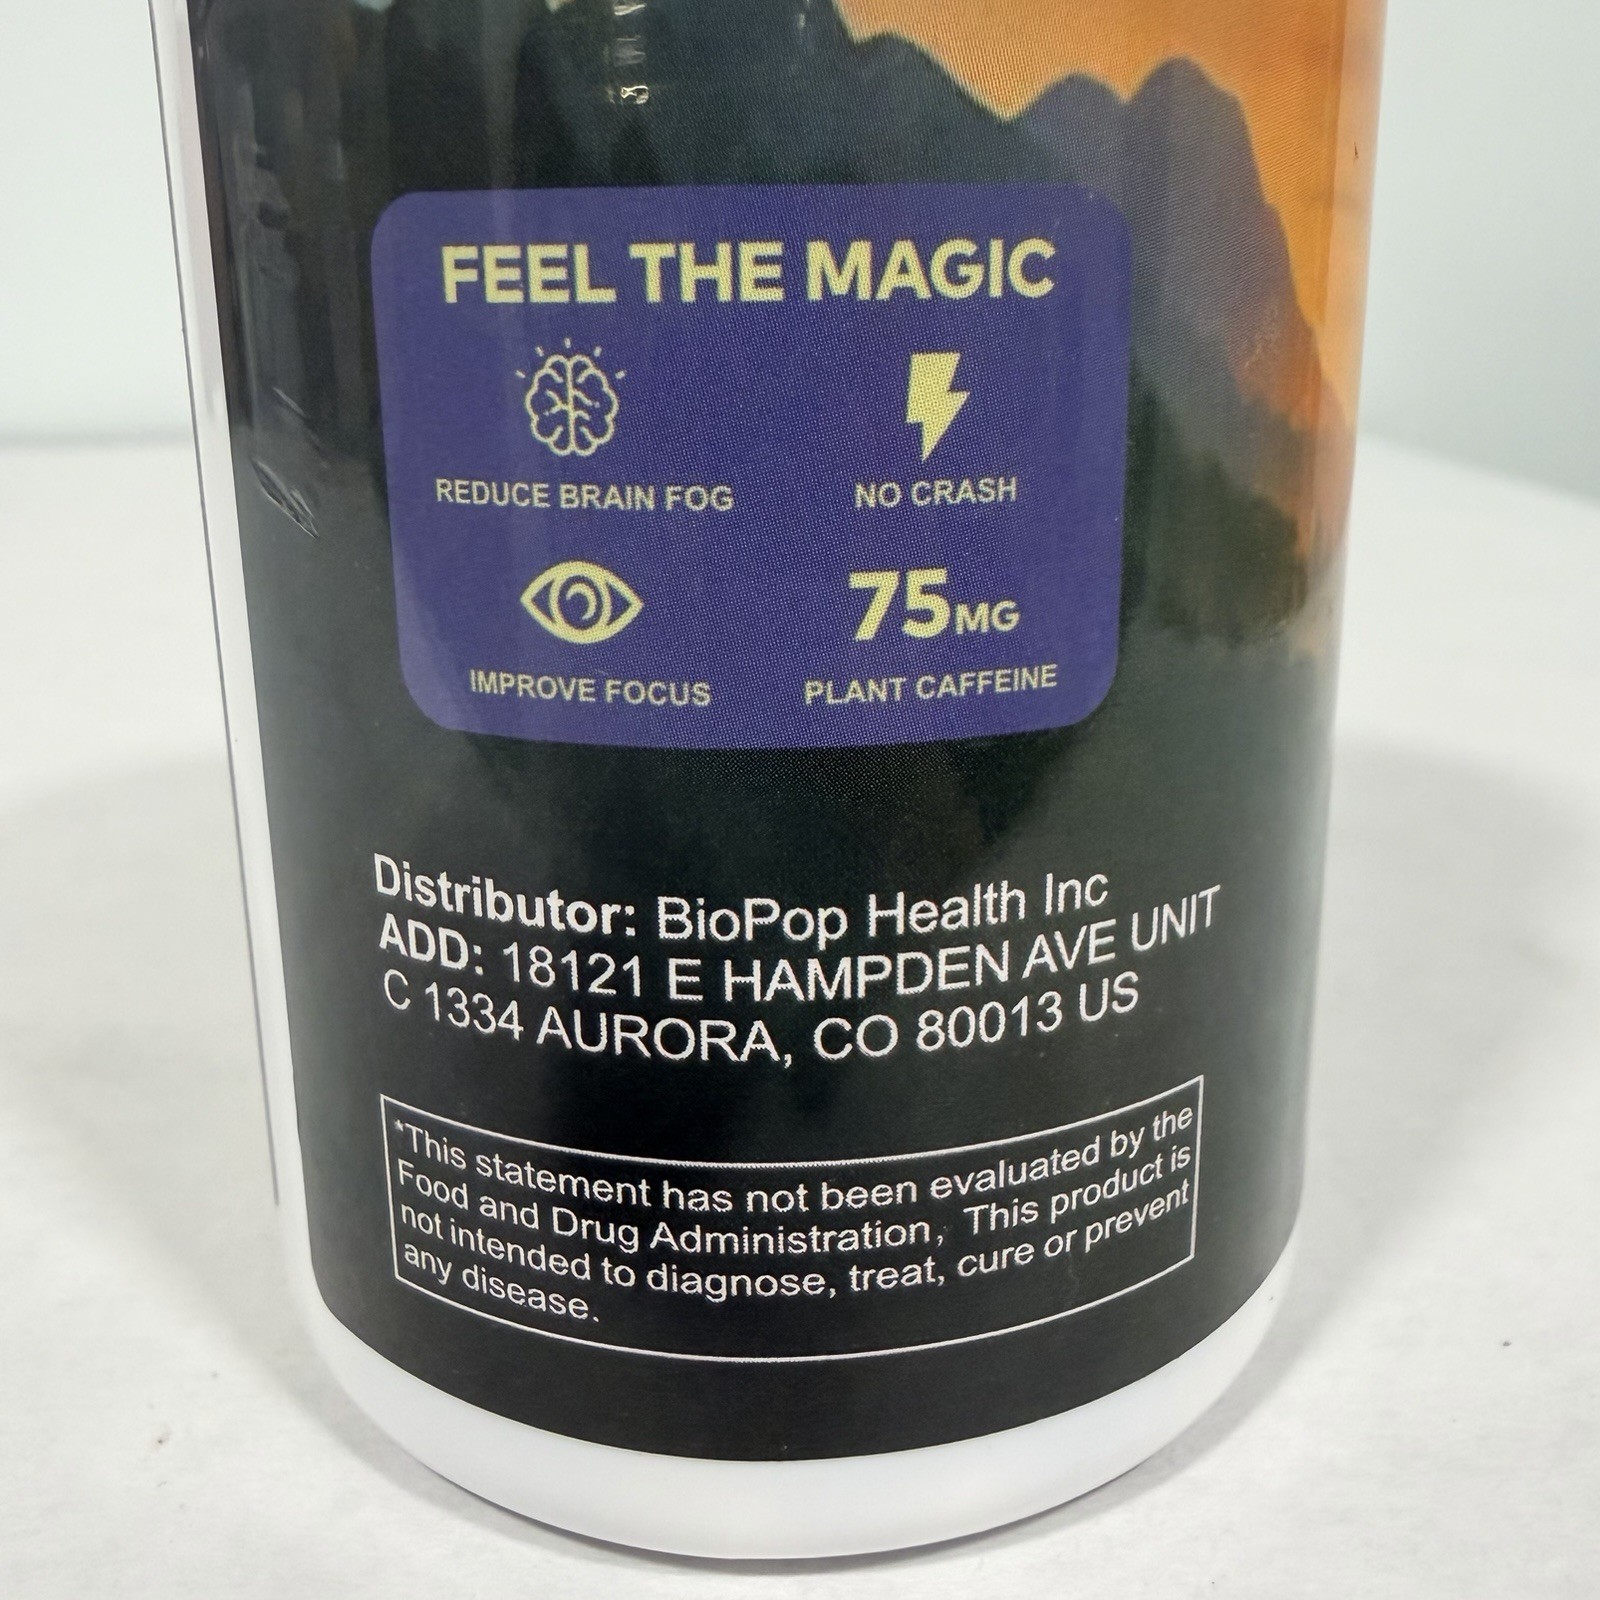 FEEL THE MAGIC
REDUCE BRAIN FOG
NO CRASH
IMPROVE FOCUS
75MG
PLANT CAFFEINE
Distributor: BioPop Health Inc
ADD: 18121 E HAMPDEN AVE UNIT
C 1334 AURORA, CO 80013 US
*This statement has not been evaluated by the
Food and Drug Administration, This product is
not intended to diagnose, treat, cure or prevent
any disease.